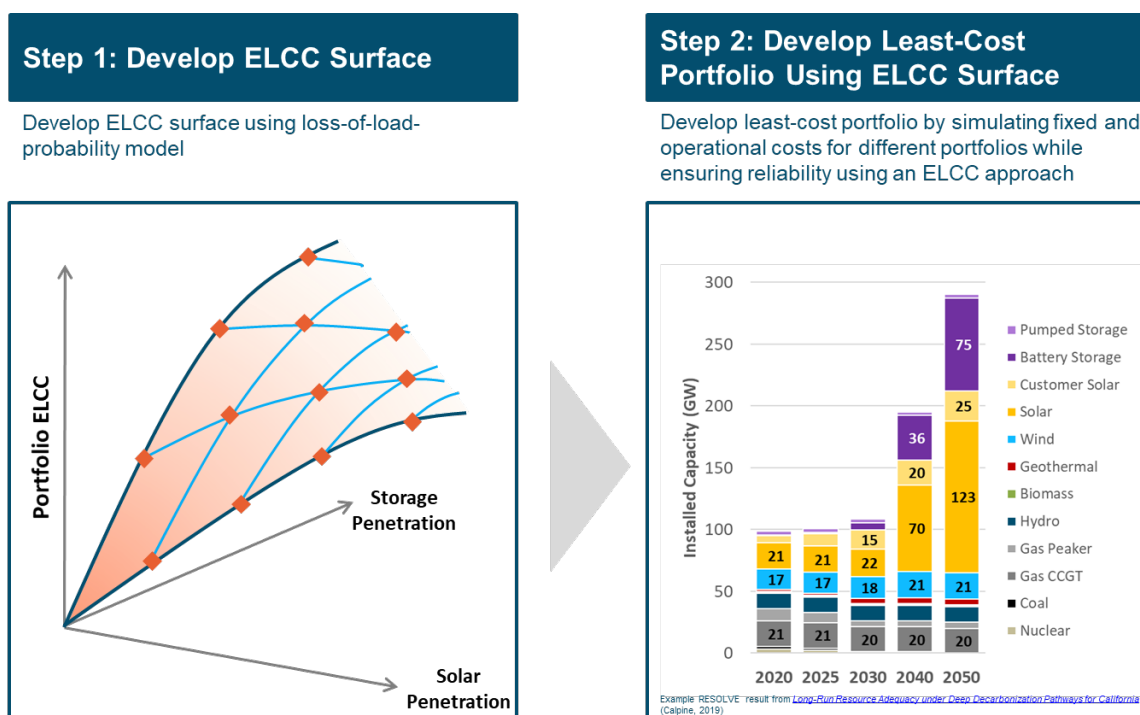 Step 1: Develop ELCC Surface
Develop ELCC surface using loss-of-load-
probability model
Portfolio ELCC
Storage
Penetration
Solar
Penetration
Step 2: Develop Least-Cost
Portfolio Using ELCC Surface
Develop least-cost portfolio by simulating fixed and
operational costs for different portfolios while
ensuring reliability using an ELCC approach
Installed Capacity (GW)
300
250
200
150
100
50
0
21
17
21
21
17
21
15
22
18
20
36
20
70
21
20
75
25
123
21
20
2020 2025 2030 2040 2050
Pumped Storage
Battery Storage
Customer Solar
Solar
Wind
Geothermal
Biomass
Hydro
Gas Peaker
Gas CCGT
Coal
Nuclear
Example RESOLVE result from Long-Run Resource Adequacy under Deep Decarbonization Pathways for California
(Calpine, 2019)